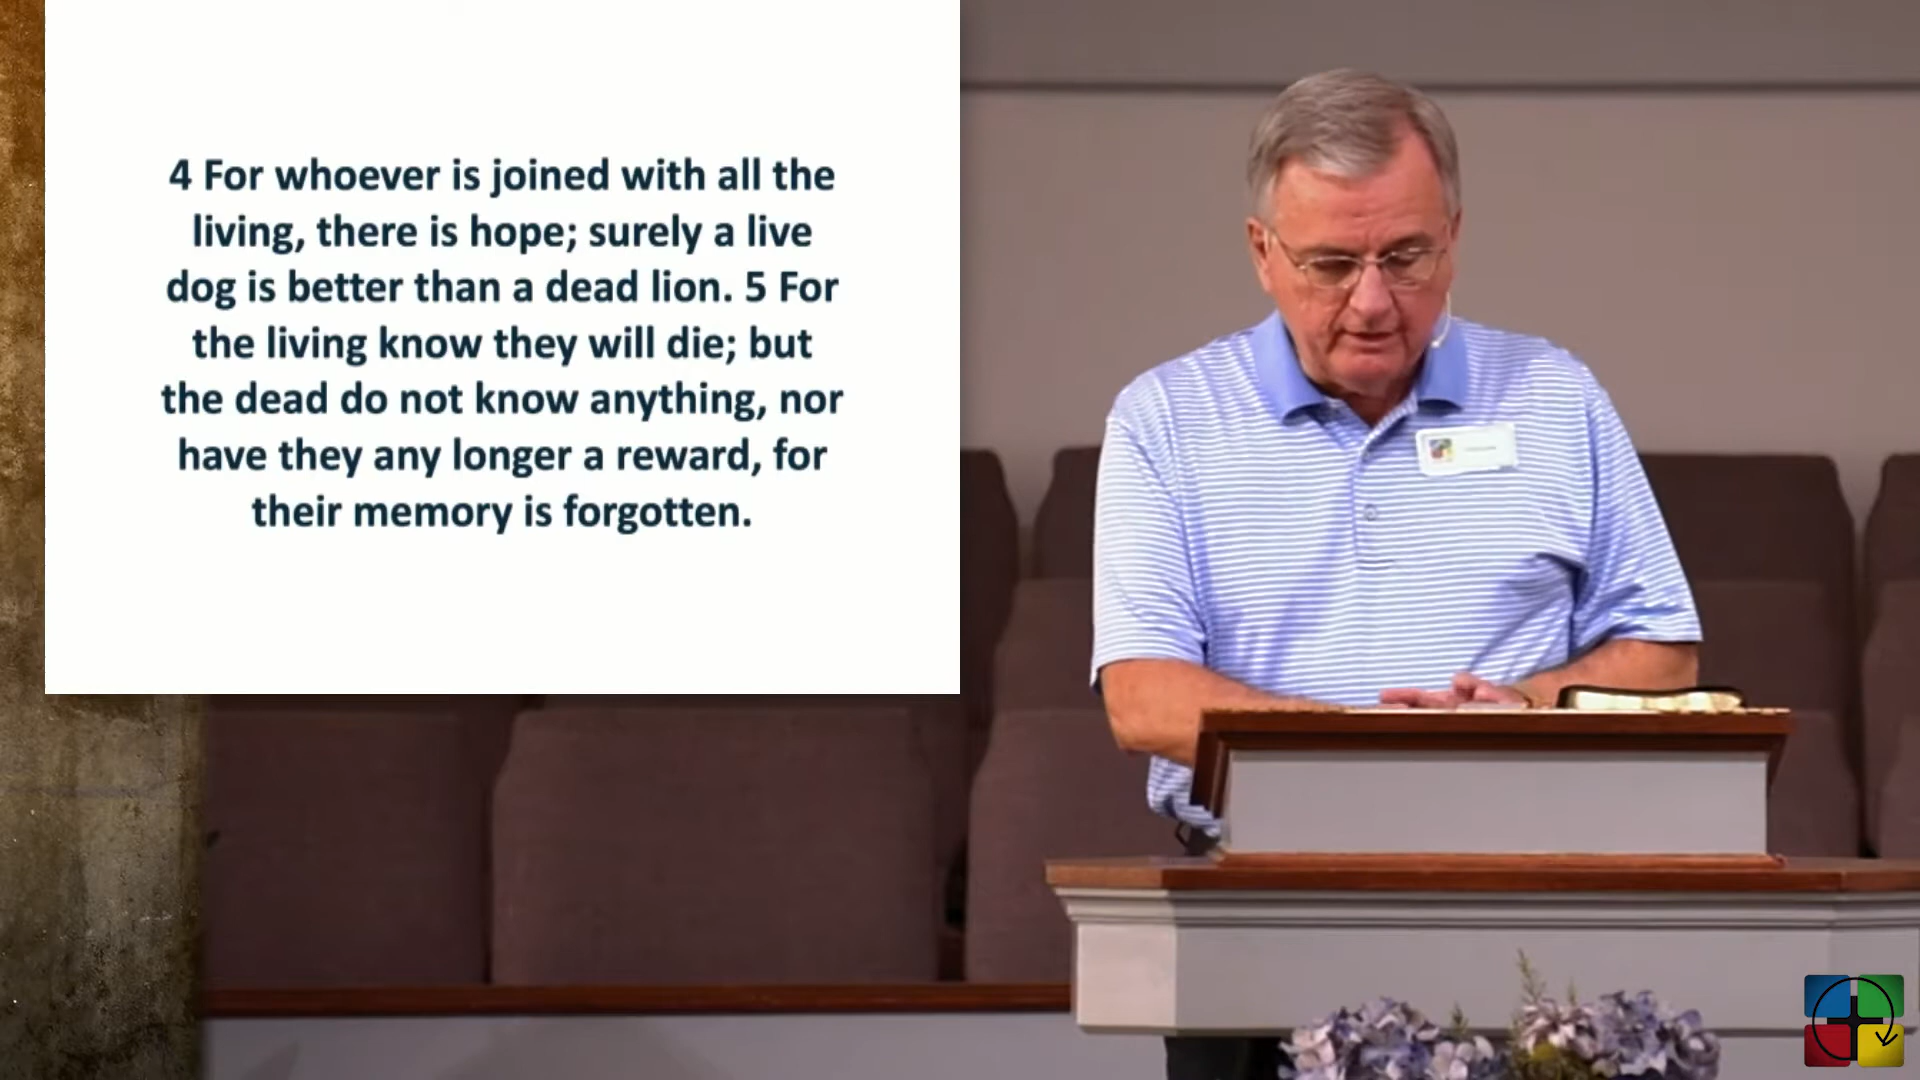 4 For whoever is joined with all the
living, there is hope; surely a live
dog is better than a dead lion. 5 For
the living know they will die; but
the dead do not know anything, nor
have they any longer a reward, for
their memory is forgotten.